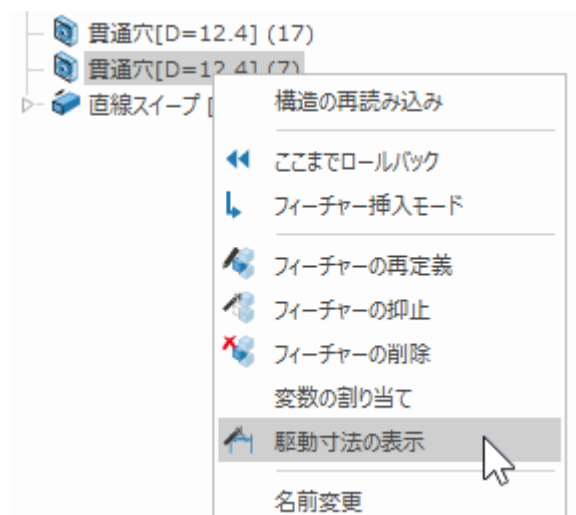 貫通穴[D=12.4] (17)
貫通穴[D=12.4] (7)
直線スイープ [
構造の再読み込み
ここまでロールバック
フィーチャー挿入モード
フィーチャーの再定義
フィーチャーの抑止
フィーチャーの削除
変数の割り当て
駆動寸法の表示
名前変更